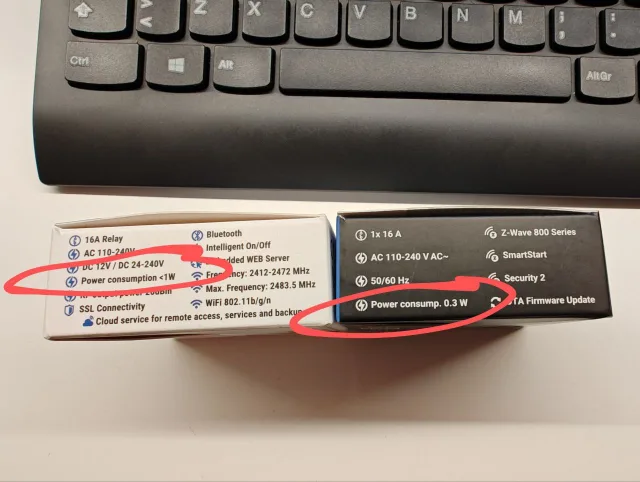 Z
X
C
V
B
N
M
Ctrl
Alt
AltGr
16A Relay
AC 110-240V
DC 12V / DC 24-240V
Power consumption <1W
SSL Connectivity
Cloud service for remote access, services and backup
Bluetooth
Intelligent On/Off
WEB Server
Frequency: 2412-2472 MHz
Max. Frequency: 2483.5 MHz
WiFi 802.11b/g/n
1x 16 A
AC 110-240 V AC~
50/60 Hz
Power consump. 0.3 W
Z-Wave 800 Series
SmartStart
Security 2
OTA Firmware Update